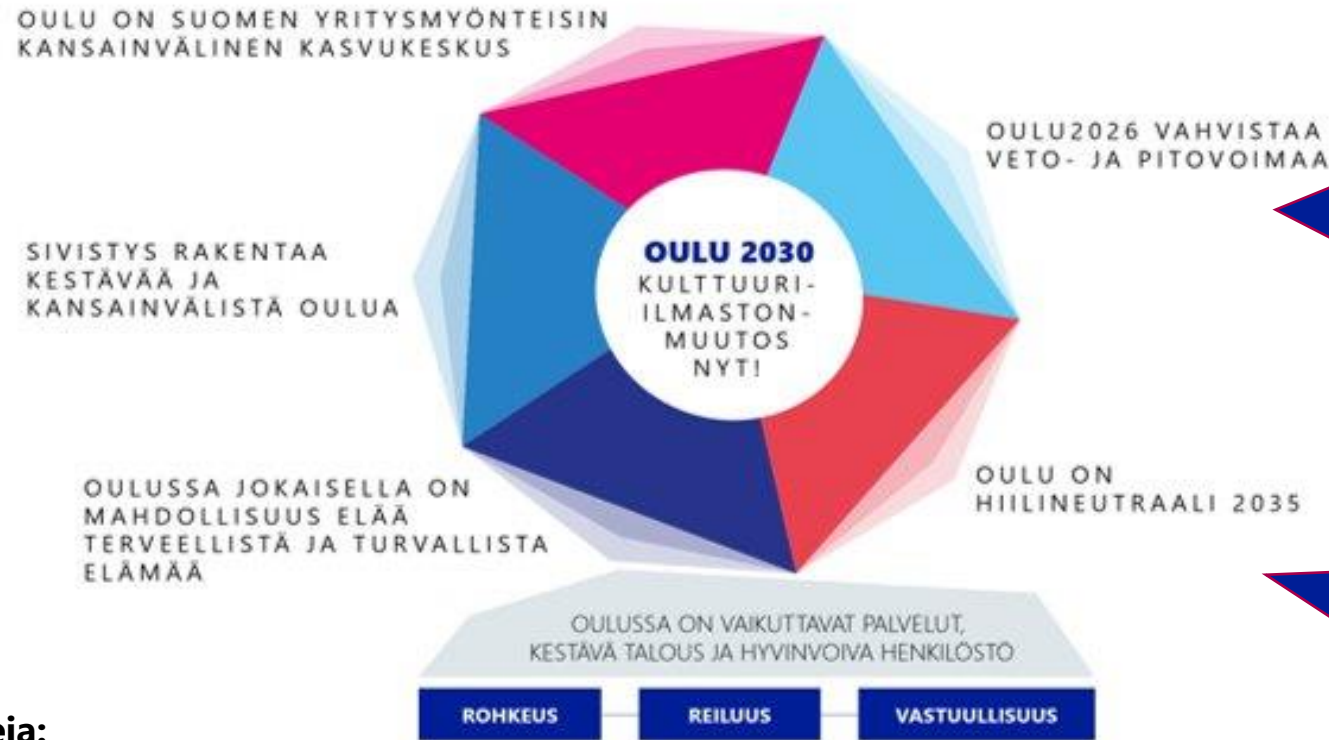 OULU ON SUOMEN YRITYSMYÖNTEISIN
KANSAINVÄLINEN KASVUKESKUS
OULU2026 VAHVISTAA
VETO- JA PITOVOIMAA
SIVISTYS RAKENTAA
KESTÄVÄÄ JA
KANSAINVÄLISTÄ OULUA
OULU 2030
KULTTUURI-
ILMASTON-
MUUTOS
NYT!
OULUSSA JOKAISELLA ON
MAHDOLLISUUS ELÄÄ
TERVEELLISTÄ JA TURVALLISTA
ELÄMÄÄ
OULU ON
HIILINEUTRAALI 2035
OULUSSA ON VAIKUTTAVAT PALVELUT,
KESTÄVÄ TALOUS JA HYVINVOIVA HENKILÖSTÖ
ROHKEUS REILUUS VASTUULLISUUS